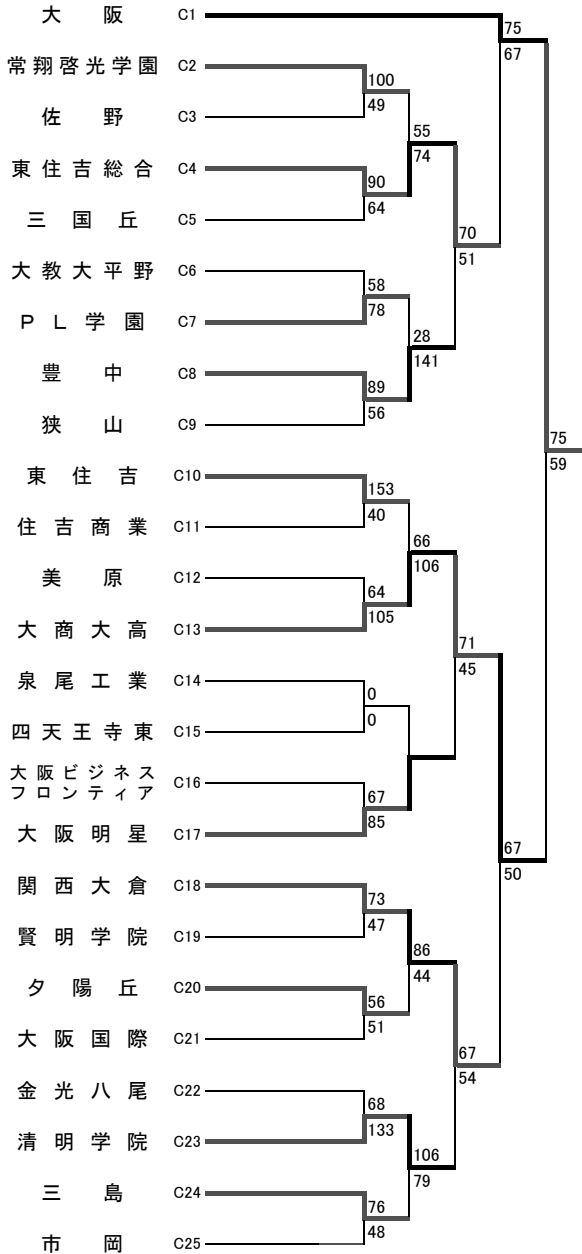 大阪 C1
常翔啓光学園 C2
佐野 C3
東住吉総合 C4
三国丘 C5
大教大平野 C6
ＰＬ学園 C7
豊中 C8
狭山 C9
東住吉 C10
住吉商業 C11
美原 C12
大商大高 C13
泉尾工業 C14
四天王寺東 C15
大阪ビジネス
フロンティア C16
大阪明星 C17
関西大倉 C18
賢明学院 C19
夕陽丘 C20
大阪国際 C21
金光八尾 C22
清明学院 C23
三島 C24
市岡 C25
100
49
90
64
58
78
89
56
153
40
64
105
0
0
67
85
73
47
56
51
68
133
76
48
55
74
28
141
66
106
86
44
106
79
70
51
71
45
67
54
75
67
67
50
75
59